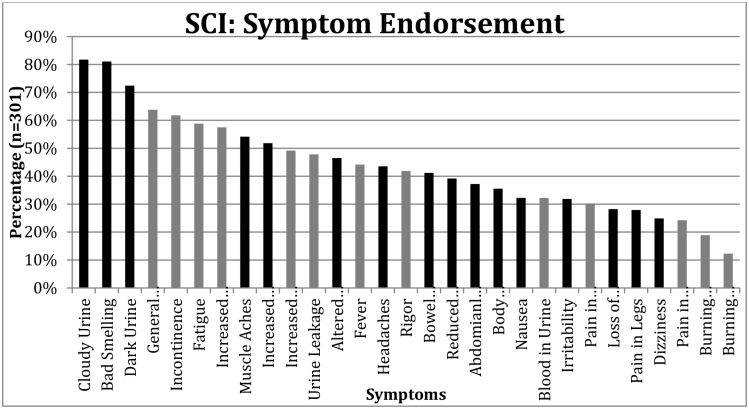 SCI: Symptom Endorsement
Percentage (n=301)
90%
80%
70%
60%
50%
40%
30%
20%
10%
0%
Cloudy Urine
Bad Smelling
Dark Urine
General...
Incontinence
Fatigue
Increased...
Muscle Aches
Increased...
Increased...
Urine Leakage
Altered...
Fever
Headaches
Rigor
Bowel...
Reduced...
Abdomianl...
Body...
Nausea
Blood in Urine
Irritability
Pain in...
Loss of...
Pain in Legs
Dizziness
Pain in...
Burning...
Burning...
Symptoms